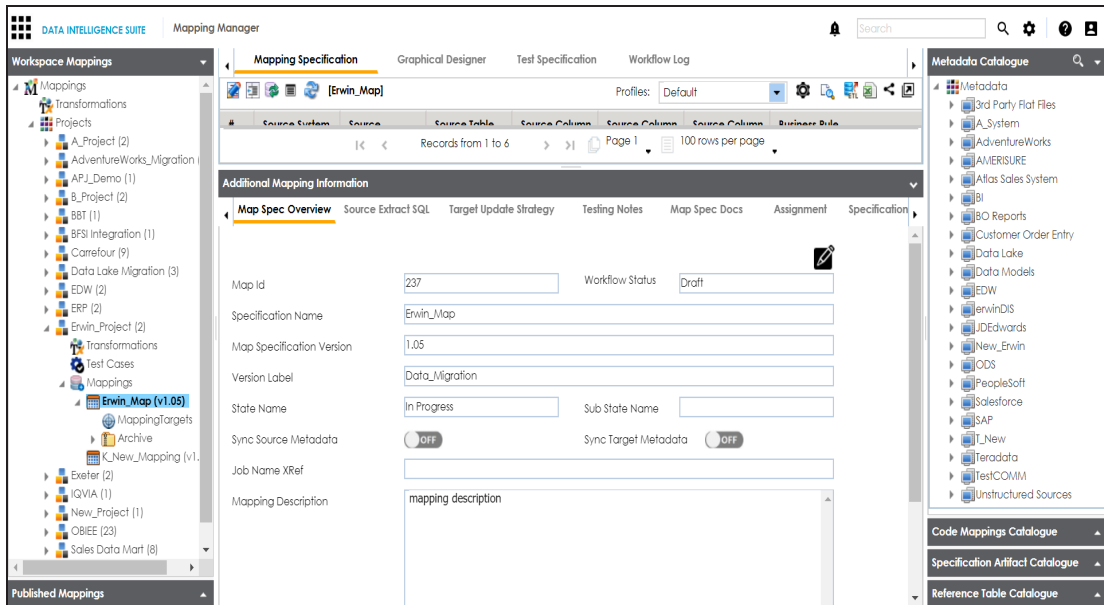 DATA INTELLIGENCE SUITE
Mapping Manager
Search
Workspace Mappings
Mappings
Transformations
Projects
A_Project (2)
AdventureWorks_Migration (
APJ_Demo (1)
B_Project (2)
BBT (1)
BFSI Integration (1)
Carrefour (9)
Data Lake Migration (3)
EDW (2)
ERP (2)
Erwin_Project (2)
Transformations
Test Cases
Mappings
Erwin_Map (v1.05)
MappingTargets
Archive
K_New_Mapping (v1.
Exeter (2)
IQVIA (1)
New_Project (1)
OBIEE (23)
Sales Data Mart (8)
Published Mappings
Mapping Specification
Graphical Designer
Test Specification
Workflow Log
[Erwin_Map]
Profiles:
Default
# Source System Source Source Table Source Column Source Column Source Column Business Rule
Records from 1 to 6
Page 1
100 rows per page
Additional Mapping Information
Map Spec Overview
Source Extract SQL
Target Update Strategy
Testing Notes
Map Spec Docs
Assignment
Specification
Map Id
237
Workflow Status
Draft
Specification Name
Erwin_Map
Map Specification Version
1.05
Version Label
Data_Migration
State Name
In Progress
Sub State Name
Sync Source Metadata
OFF
Sync Target Metadata
OFF
Job Name XRef
Mapping Description
mapping description
Metadata Catalogue
Metadata
3rd Party Flat Files
A_System
AdventureWorks
AMERISURE
Atlas Sales System
BI
BO Reports
Customer Order Entry
Data Lake
Data Models
EDW
erwinDIS
JDEdwards
New_Erwin
ODS
PeopleSoft
Salesforce
SAP
T_New
Teradata
TestCOMM
Unstructured Sources
Code Mappings Catalogue
Specification Artifact Catalogue
Reference Table Catalogue